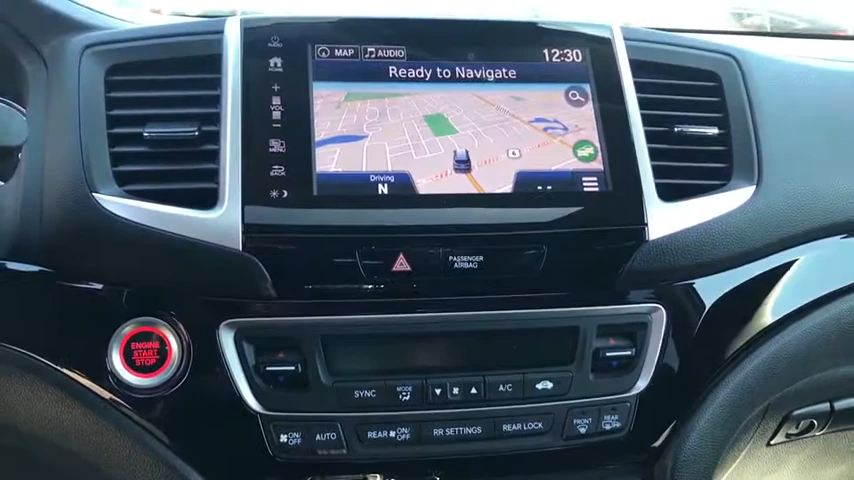 AUDIO
MAP AUDIO 12:30
Ready to Navigate
HOME
+
VOL
-
MENU
BACK
6
Driving
N
PASSENGER
AIRBAG
ENGINE
START
STOP
SYNC MODE A/C
ON/OFF AUTO REAR ON/OFF RR SETTINGS REAR LOCK FRONT REAR